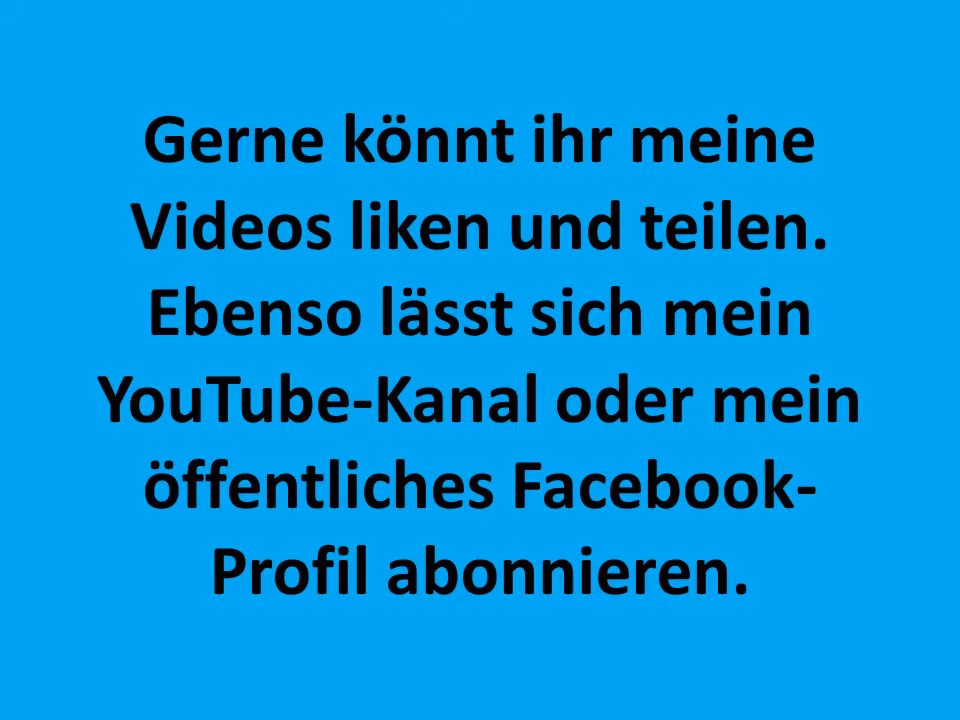 Gerne könnt ihr meine
Videos liken und teilen.
Ebenso lässt sich mein
YouTube-Kanal oder mein
öffentliches Facebook-
Profil abonnieren.